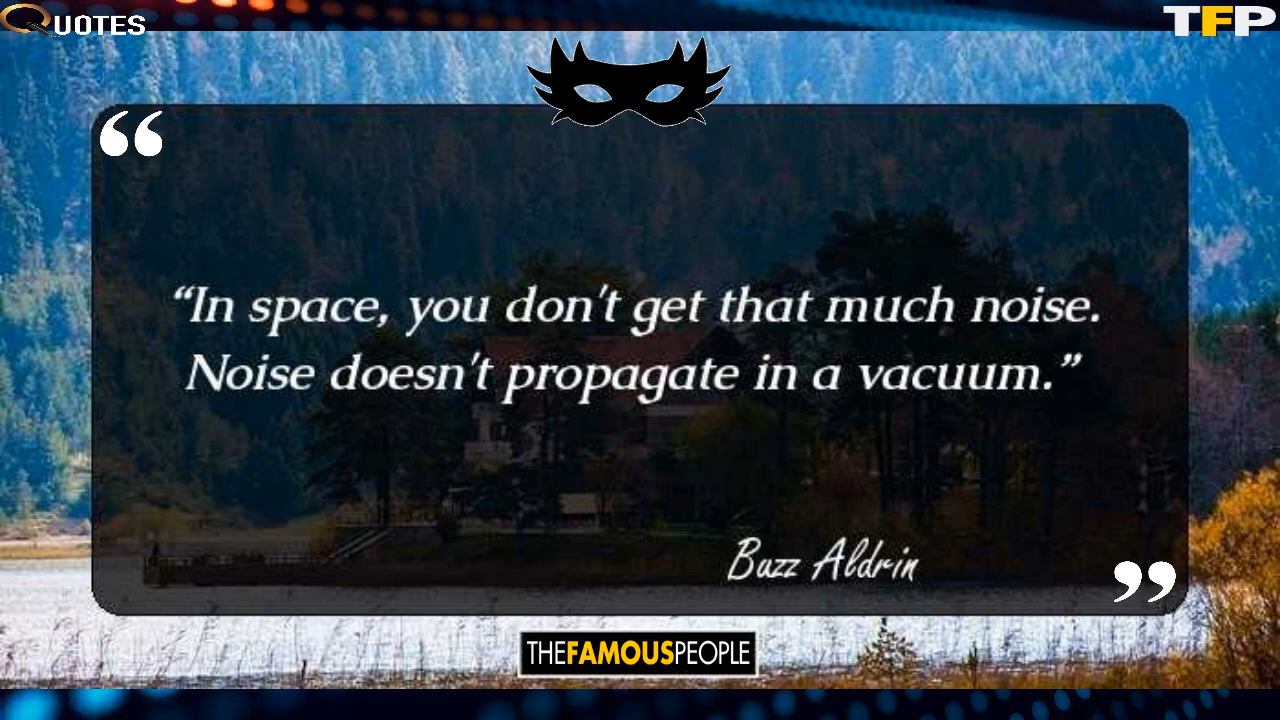 QUOTES
TFP
“In space, you don't get that much noise.
Noise doesn't propagate in a vacuum.”
Buzz Aldrin
THEFAMOUSPEOPLE